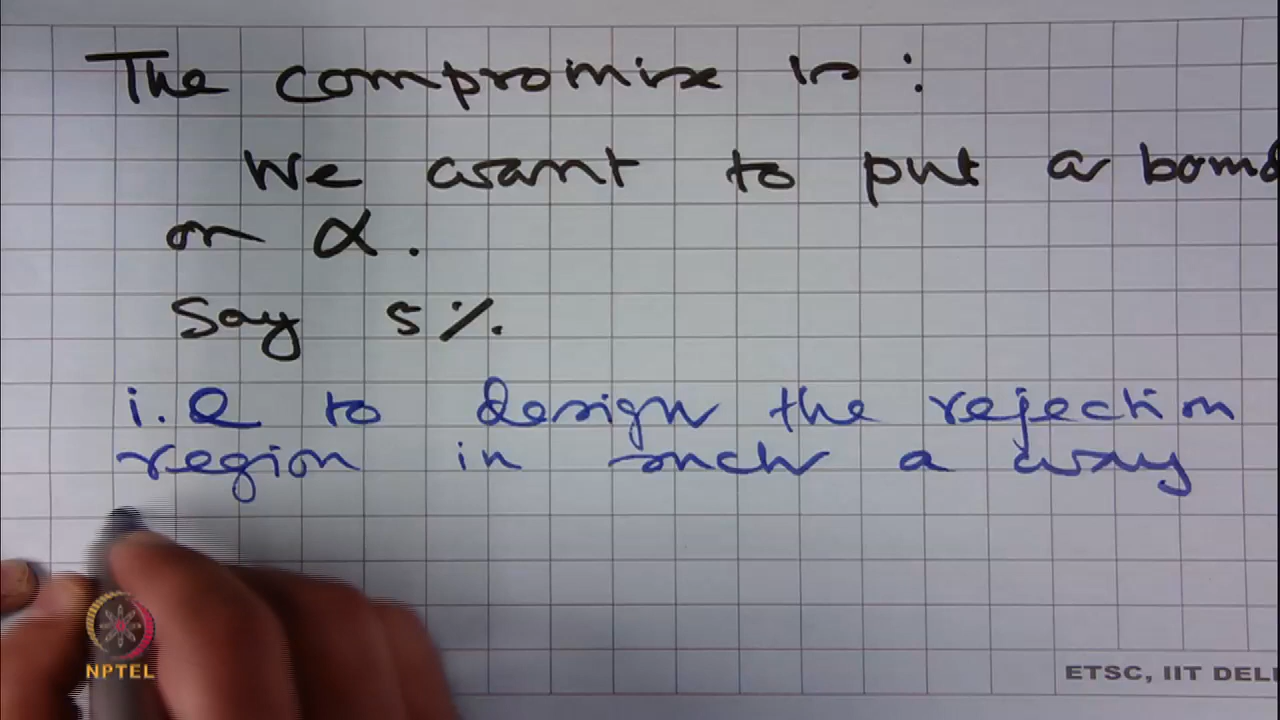 The compromise is:
We want to put a bound
on α.
Say 5%.
i.e to design the rejection
region in such a way
NPTEL
ETSC, IIT DEL